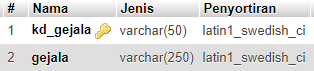 # Nama Jenis Penyortiran
1 kd_gejala varchar(50) latin1_swedish_ci
2 gejala varchar(250) latin1_swedish_ci